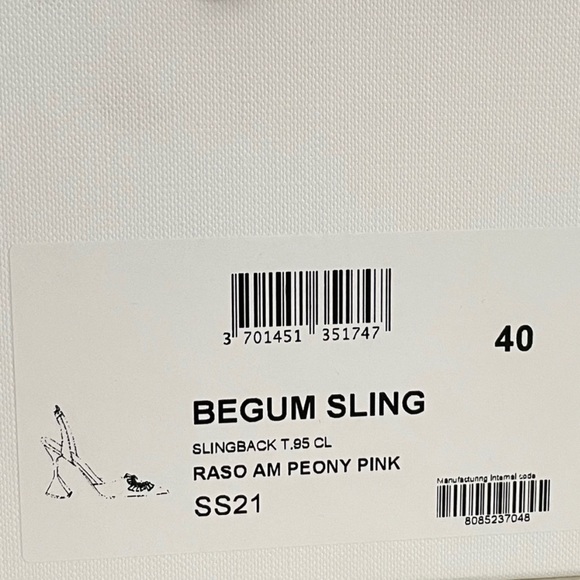 3 701451 351747
40
BEGUM SLING
SLINGBACK T.95 CL
RASO AM PEONY PINK
SS21
Manufacturing Internal code
8085237048